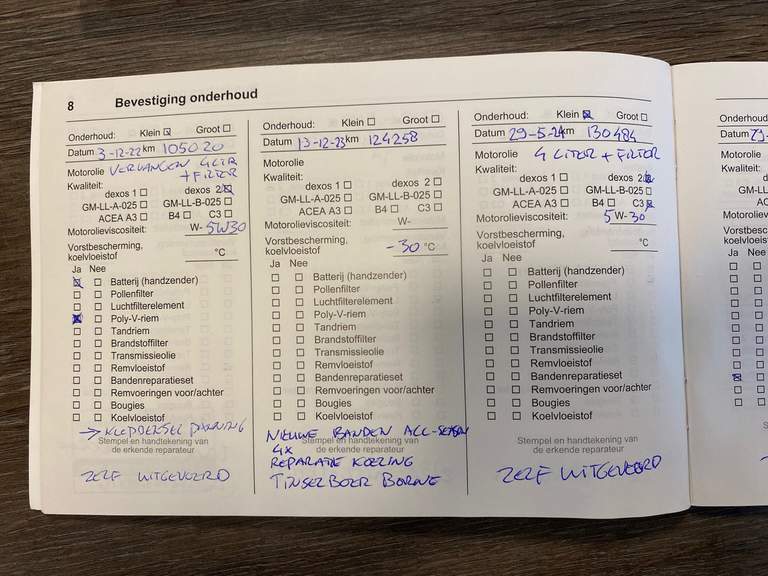 8 Bevestiging onderhoud
Onderhoud: Klein Groot
Datum 3-12-22 km 105020
Motorolie VERVANGEN 4LTR
+ FILTER
Kwaliteit:
dexos 1 dexos 2
GM-LL-A-025 GM-LL-B-025
ACEA A3 B4 C3
Motorolieviscositeit: W- 5W30
Vorstbescherming,
koelvloeistof °C
Ja Nee
Batterij (handzender)
Pollenfilter
Luchtfilterelement
Poly-V-riem
Tandriem
Brandstoffilter
Transmissieolie
Remvloeistof
Bandenreparatieset
Remvoeringen voor/achter
Bougies
Koelvloeistof
→ KLEPDEKSEL
Stempel en handtekening van
de erkende reparateur
ZELF UITGEVOERD
Onderhoud: Klein Groot
Datum 13-12-23 km 124258
Motorolie
Kwaliteit:
dexos 1 dexos 2
GM-LL-A-025 GM-LL-B-025
ACEA A3 B4 C3
Motorolieviscositeit: W-
Vorstbescherming,
koelvloeistof -30 °C
Ja Nee
Batterij (handzender)
Pollenfilter
Luchtfilterelement
Poly-V-riem
Tandriem
Brandstoffilter
Transmissieolie
Remvloeistof
Bandenreparatieset
Remvoeringen voor/achter
Bougies
Koelvloeistof
NIEUWE BANDEN ALL-SEASON
Stempel en handtekening van
4x
de erkende reparateur
REPARATIE KOELING
BORNE
Onderhoud: Klein Groot
Datum 29-5-24 km 130484
Motorolie 4 LITER + FILTER
Kwaliteit:
dexos 1 dexos 2
GM-LL-A-025 GM-LL-B-025
ACEA A3 B4 C3
Motorolieviscositeit: 5 W-30
Vorstbescherming,
koelvloeistof °C
Ja Nee
Batterij (handzender)
Pollenfilter
Luchtfilterelement
Poly-V-riem
Tandriem
Brandstoffilter
Transmissieolie
Remvloeistof
Bandenreparatieset
Remvoeringen voor/achter
Bougies
Koelvloeistof
Stempel en handtekening van
de erkende reparateur
ZELF UITGEVOERD
Datum
Motorolie
Kwaliteit:
Ja